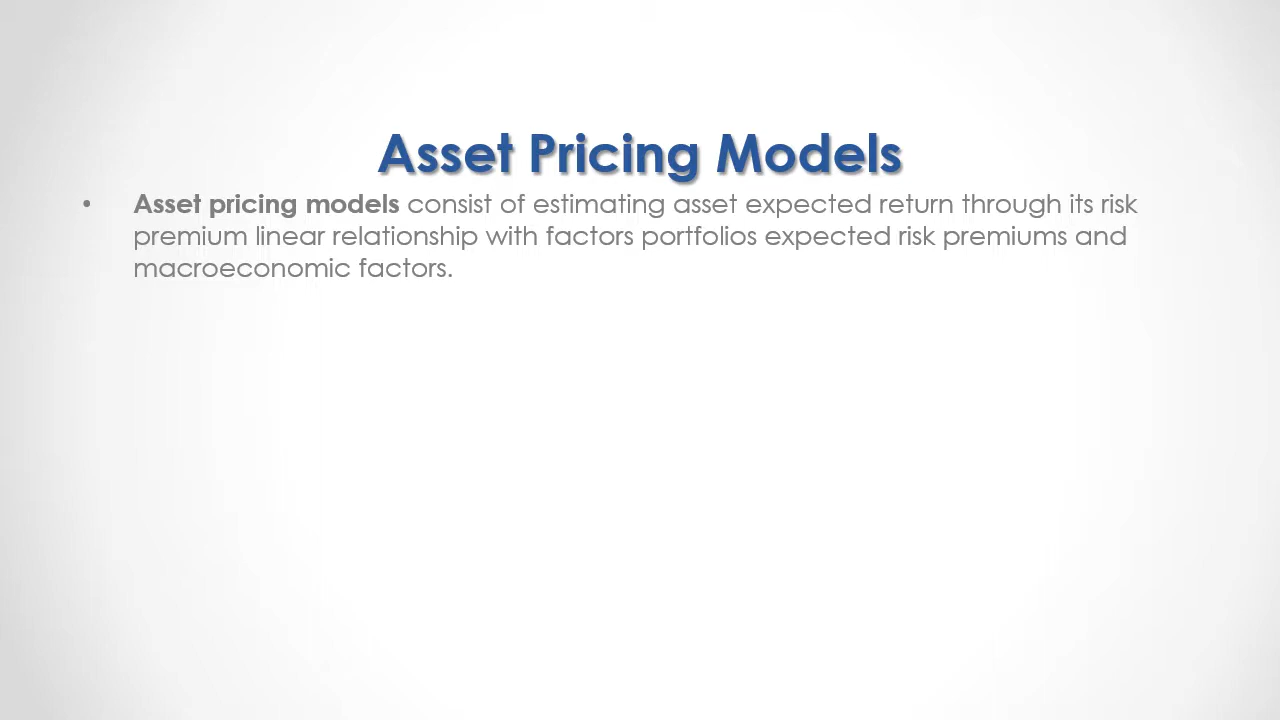 Asset Pricing Models
• Asset pricing models consist of estimating asset expected return through its risk
premium linear relationship with factors portfolios expected risk premiums and
macroeconomic factors.